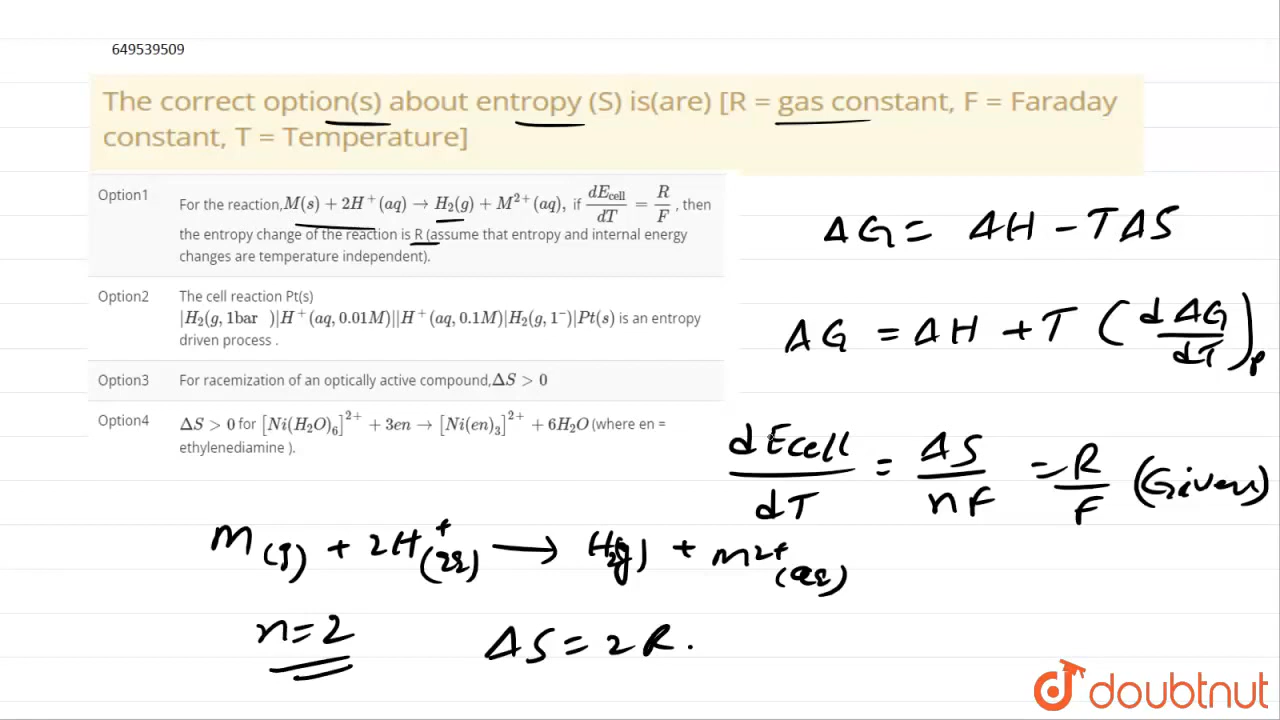 649539509
The correct option(s) about entropy (S) is(are) [R = gas constant, F = Faraday
constant, T = Temperature]
Option1 For the reaction,M(s) + 2H⁺(aq) → H₂(g) + M²⁺(aq), if dE_cell/dT = R/F , then
the entropy change of the reaction is R (assume that entropy and internal energy
changes are temperature independent).
Option2 The cell reaction Pt(s)
|H₂(g, 1bar )|H⁺(aq, 0.01M)||H⁺(aq, 0.1M)|H₂(g, 1⁻)|Pt(s) is an entropy
driven process .
Option3 For racemization of an optically active compound,ΔS > 0
Option4 ΔS > 0 for [Ni(H₂O)₆]²⁺ + 3en → [Ni(en)₃]²⁺ + 6H₂O (where en =
ethylenediamine ).
ΔG = ΔH - TΔS
ΔG = ΔH + T (dΔG/dT)p
dEcell/dT = ΔS/nF = R/F (Given)
M(s) + 2H⁺(aq) → H₂(g) + M²⁺(aq)
n=2 ΔS = 2R.
doubtnut